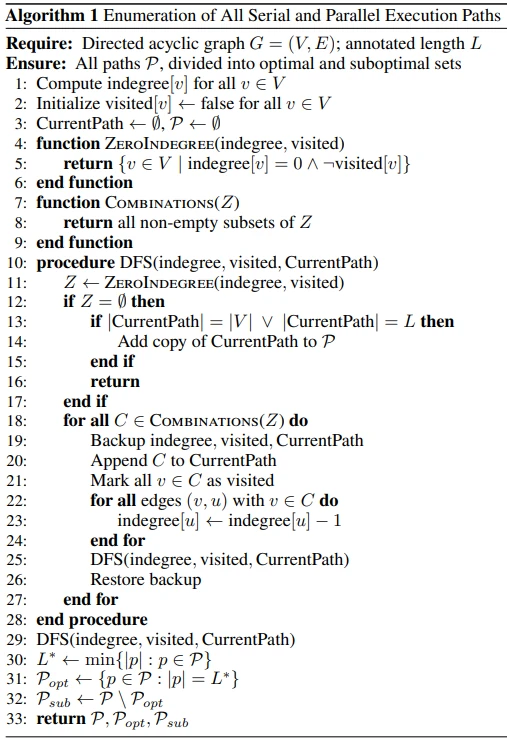 Algorithm 1 Enumeration of All Serial and Parallel Execution Paths
Require: Directed acyclic graph G = (V, E); annotated length L
Ensure: All paths 𝒫, divided into optimal and suboptimal sets
1: Compute indegree[v] for all v ∈ V
2: Initialize visited[v] ← false for all v ∈ V
3: CurrentPath ← ∅, 𝒫 ← ∅
4: function ZEROINDEGREE(indegree, visited)
5: return {v ∈ V | indegree[v] = 0 ∧ ¬visited[v]}
6: end function
7: function COMBINATIONS(Z)
8: return all non-empty subsets of Z
9: end function
10: procedure DFS(indegree, visited, CurrentPath)
11: Z ← ZEROINDEGREE(indegree, visited)
12: if Z = ∅ then
13: if |CurrentPath| = |V| ∨ |CurrentPath| = L then
14: Add copy of CurrentPath to 𝒫
15: end if
16: return
17: end if
18: for all C ∈ COMBINATIONS(Z) do
19: Backup indegree, visited, CurrentPath
20: Append C to CurrentPath
21: Mark all v ∈ C as visited
22: for all edges (v, u) with v ∈ C do
23: indegree[u] ← indegree[u] − 1
24: end for
25: DFS(indegree, visited, CurrentPath)
26: Restore backup
27: end for
28: end procedure
29: DFS(indegree, visited, CurrentPath)
30: L* ← min{|p| : p ∈ 𝒫}
31: 𝒫opt ← {p ∈ 𝒫 : |p| = L*}
32: 𝒫sub ← 𝒫 \ 𝒫opt
33: return 𝒫, 𝒫opt, 𝒫sub